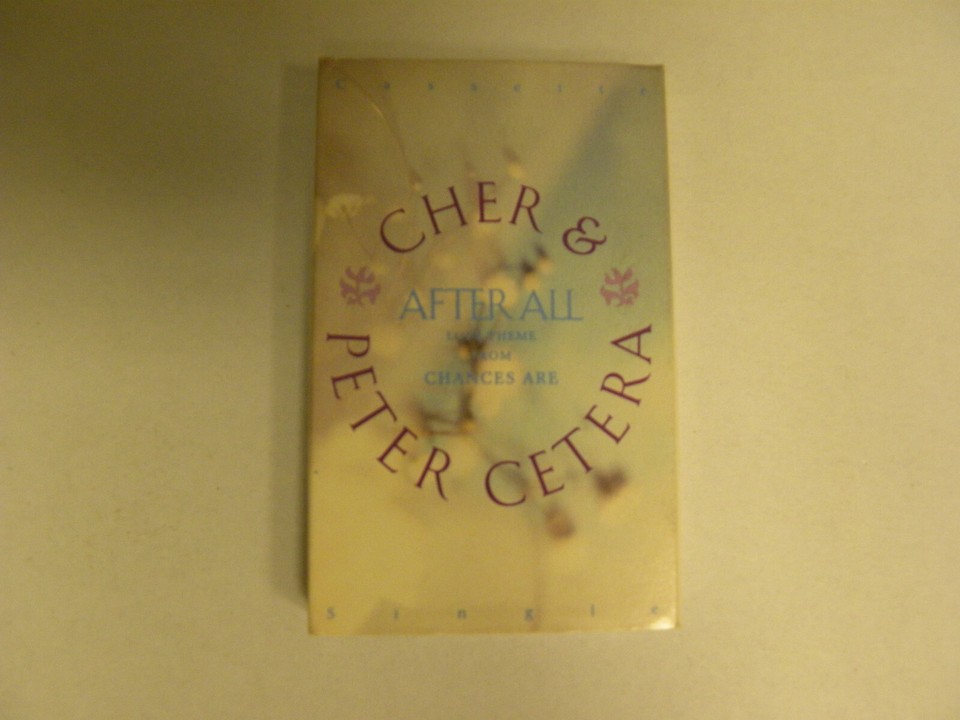 Cassette
CHER &
AFTER ALL
LOVE THEME
FROM
CHANCES ARE
PETER CETERA
Single